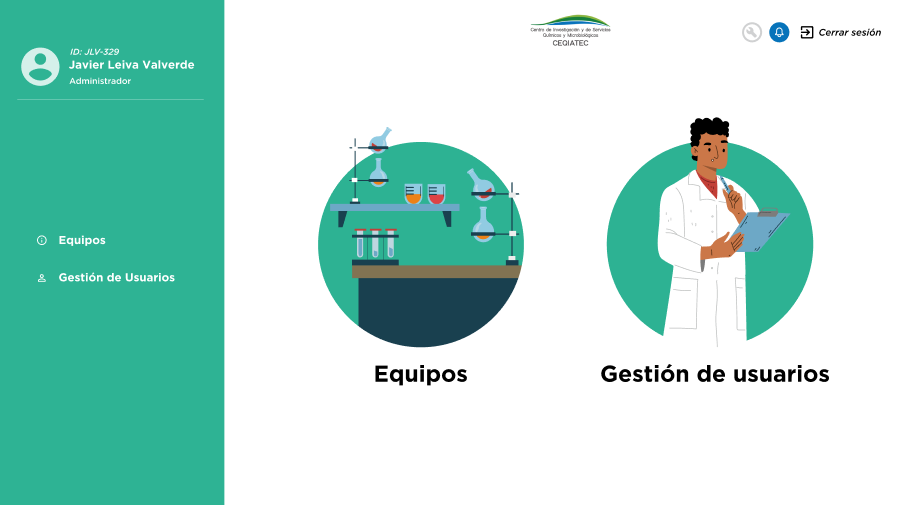 ID: JLV-329
Javier Leiva Valverde
Administrador
Equipos
Gestión de Usuarios
Centro de Investigación y de Servicios
Químicos y Microbiológicos
CEQIATEC
Cerrar sesión
Equipos
Gestión de usuarios